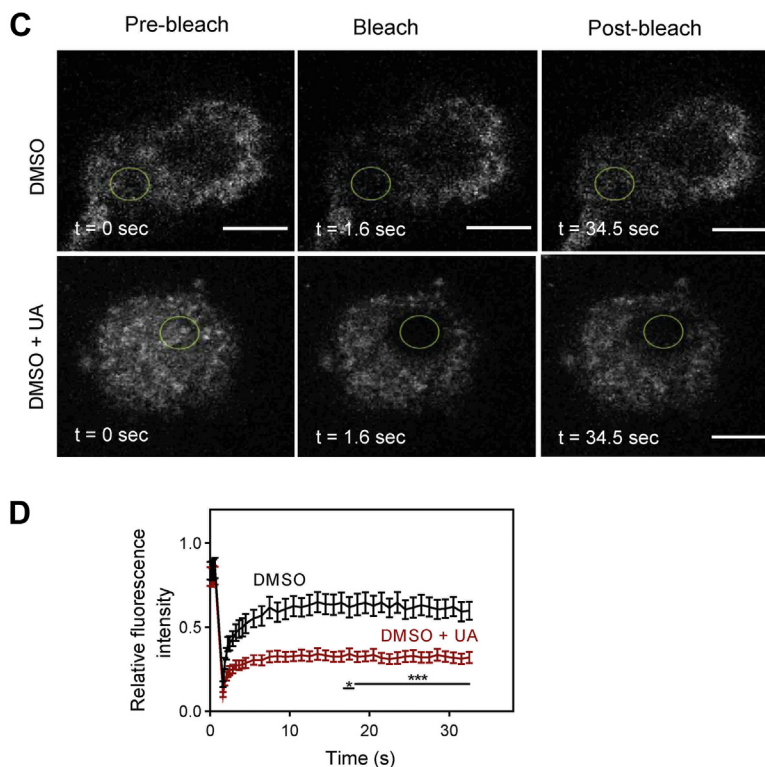 C
Pre-bleach
Bleach
Post-bleach
DMSO
t = 0 sec
t = 1.6 sec
t = 34.5 sec
DMSO + UA
t = 0 sec
t = 1.6 sec
t = 34.5 sec
D
Relative fluorescence
intensity
1.0
0.5
0.0
DMSO
DMSO + UA
*
***
0
10
20
30
Time (s)